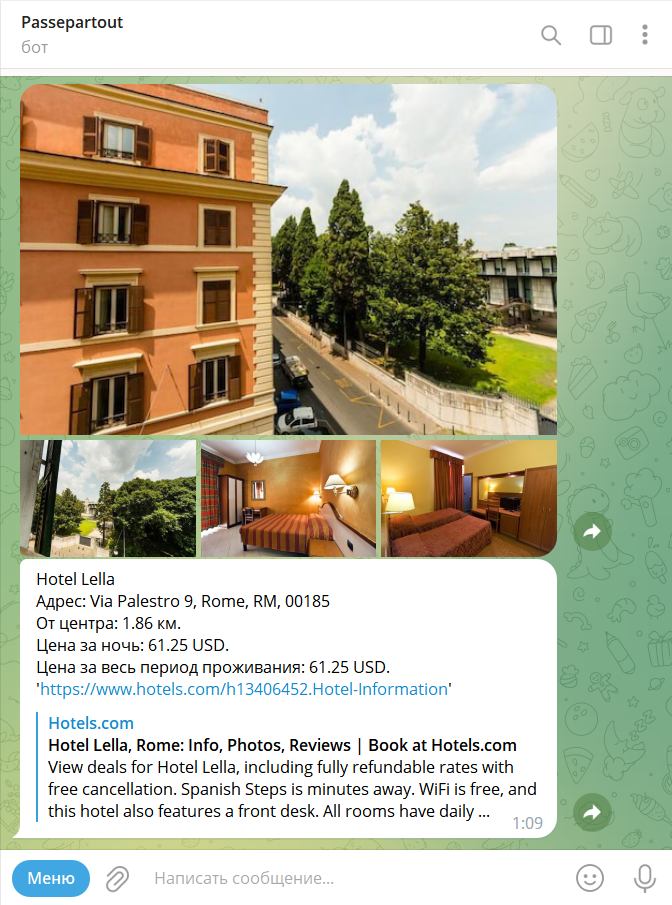 Passepartout
бот
Hotel Lella
Адрес: Via Palestro 9, Rome, RM, 00185
От центра: 1.86 км.
Цена за ночь: 61.25 USD.
Цена за весь период проживания: 61.25 USD.
'https://www.hotels.com/h13406452.Hotel-Information'
Hotels.com
Hotel Lella, Rome: Info, Photos, Reviews | Book at Hotels.com
View deals for Hotel Lella, including fully refundable rates with
free cancellation. Spanish Steps is minutes away. WiFi is free, and
this hotel also features a front desk. All rooms have daily ...
1:09
Меню
Написать сообщение...